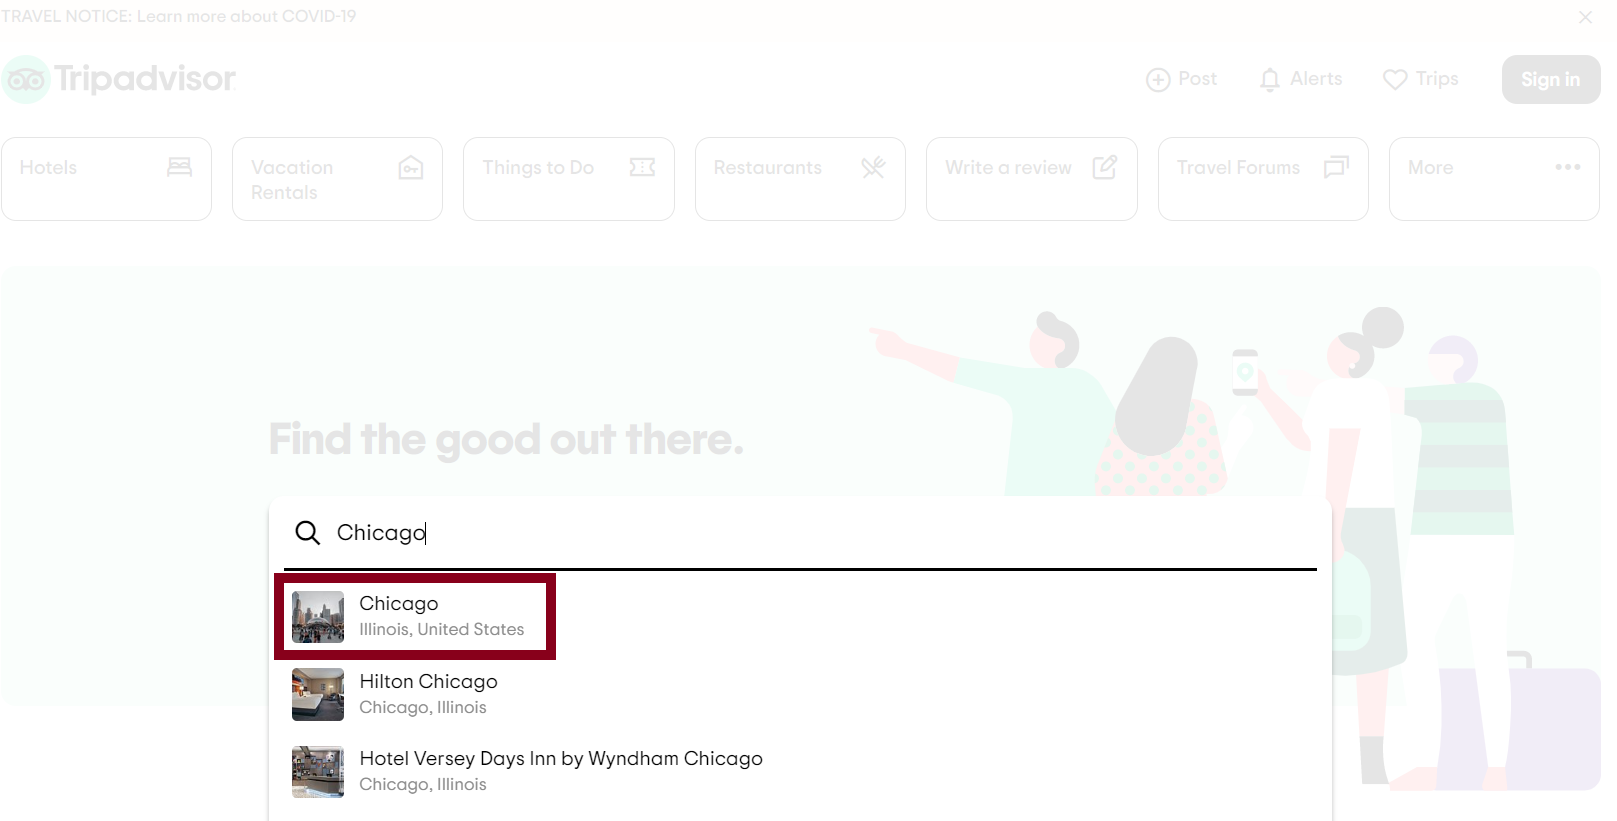 TRAVEL NOTICE: Learn more about COVID-19
Tripadvisor
Post
Alerts
Trips
Sign in
Hotels
Vacation
Rentals
Things to Do
Restaurants
Write a review
Travel Forums
More
Find the good out there.
Chicago
Chicago
Illinois, United States
Hilton Chicago
Chicago, Illinois
Hotel Versey Days Inn by Wyndham Chicago
Chicago, Illinois